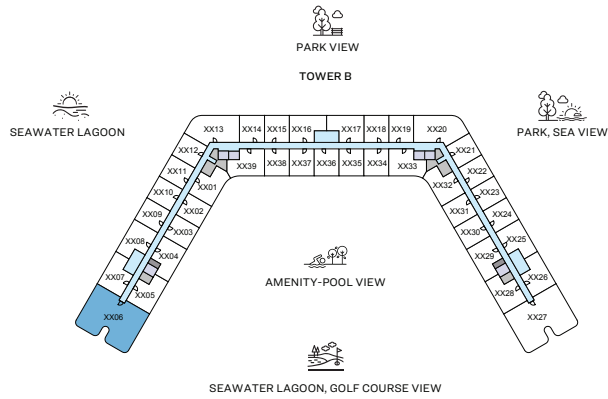 PARK VIEW
TOWER B
SEAWATER LAGOON
PARK, SEA VIEW
XX13
XX14
XX15
XX16
XX17
XX18
XX19
XX20
XX12
XX39
XX38
XX37
XX36
XX35
XX34
XX33
XX21
XX11
XX01
XX32
XX22
XX10
XX02
XX31
XX23
XX09
XX03
XX30
XX24
XX08
XX04
XX29
XX25
XX07
XX05
XX28
XX26
XX06
XX27
AMENITY-POOL VIEW
SEAWATER LAGOON, GOLF COURSE VIEW